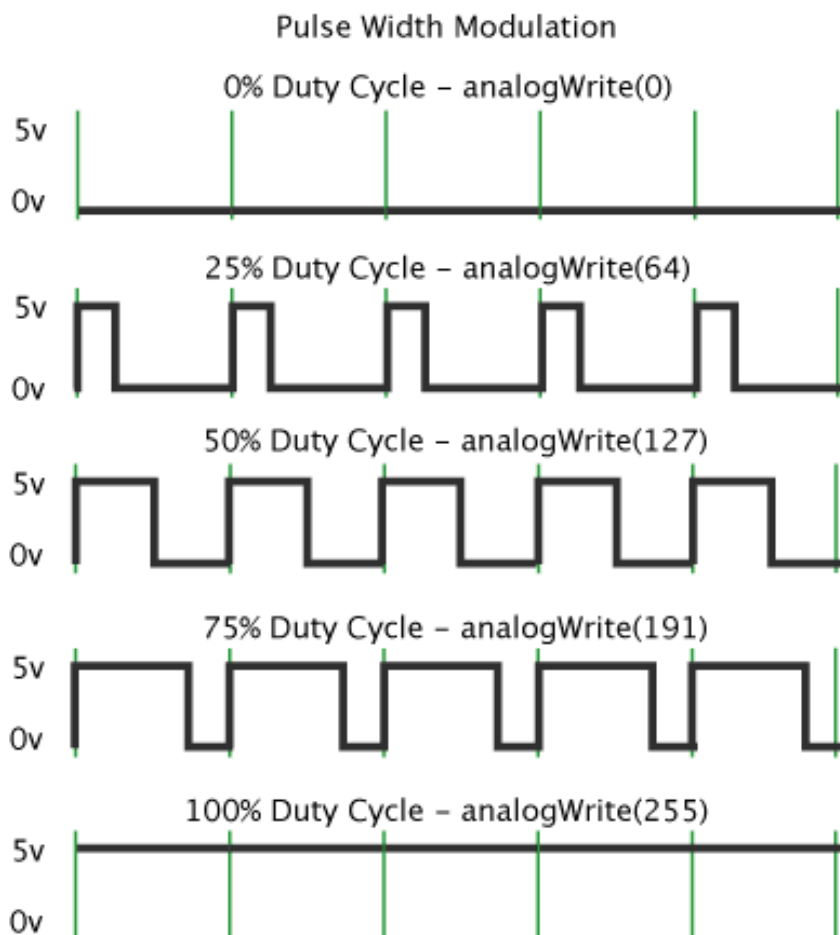 Pulse Width Modulation
0% Duty Cycle – analogWrite(0)
5v
0v
25% Duty Cycle – analogWrite(64)
5v
0v
50% Duty Cycle – analogWrite(127)
5v
0v
75% Duty Cycle – analogWrite(191)
5v
0v
100% Duty Cycle – analogWrite(255)
5v
0v